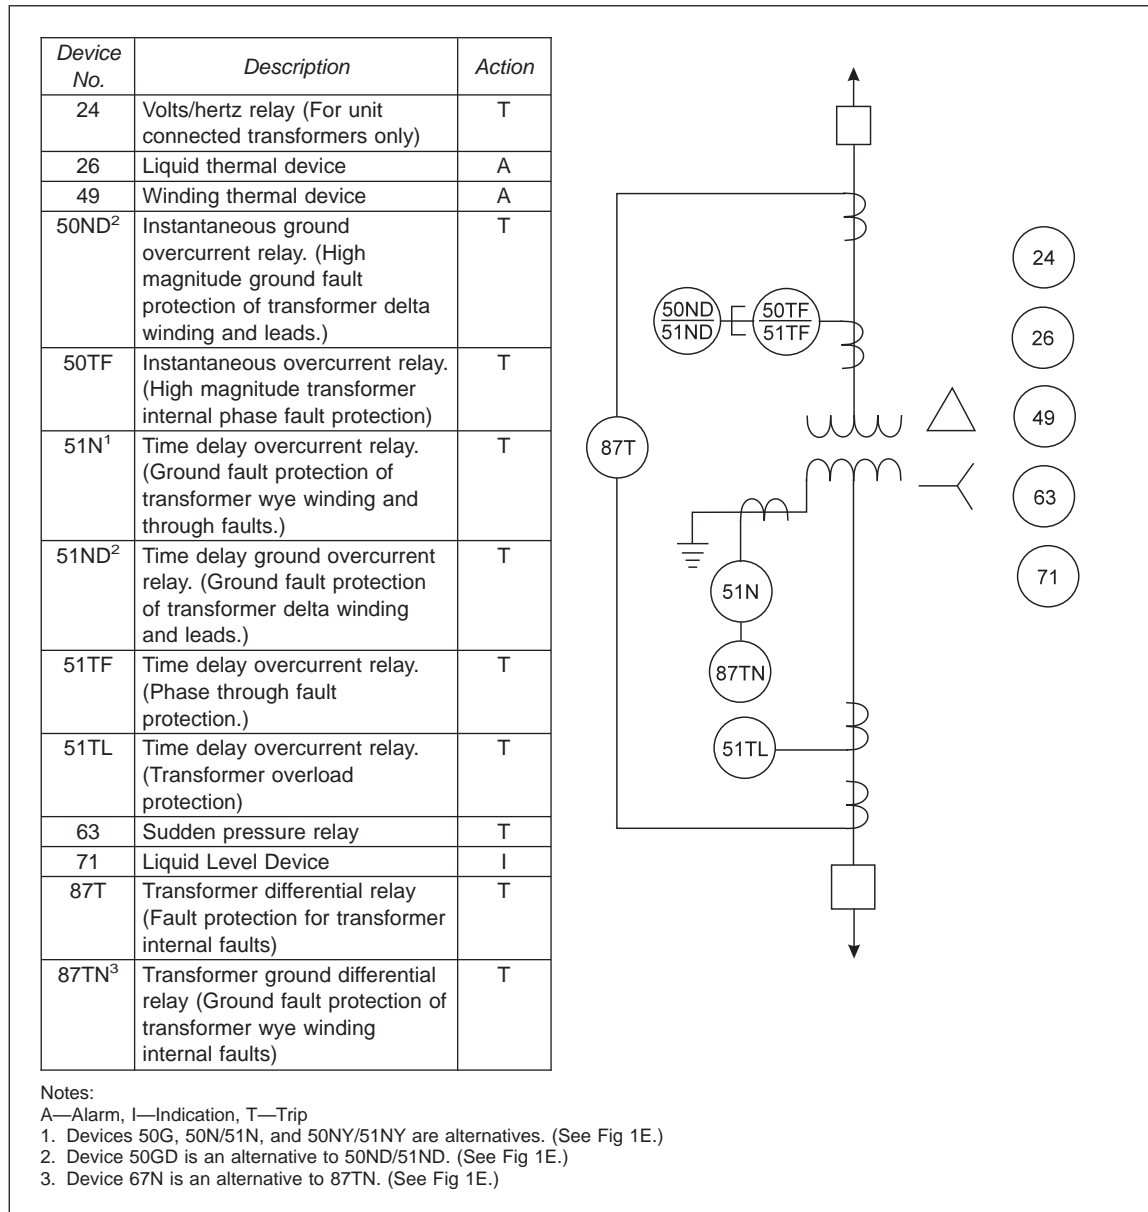 Device No. Description Action
24 Volts/hertz relay (For unit T
connected transformers only)
26 Liquid thermal device A
49 Winding thermal device A
50ND² Instantaneous ground T
overcurrent relay. (High
magnitude ground fault
protection of transformer delta
winding and leads.)
50TF Instantaneous overcurrent relay. T
(High magnitude transformer
internal phase fault protection)
51N¹ Time delay overcurrent relay. T
(Ground fault protection of
transformer wye winding and
through faults.)
51ND² Time delay ground overcurrent T
relay. (Ground fault protection
of transformer delta winding
and leads.)
51TF Time delay overcurrent relay. T
(Phase through fault
protection.)
51TL Time delay overcurrent relay. T
(Transformer overload
protection)
63 Sudden pressure relay T
71 Liquid Level Device I
87T Transformer differential relay T
(Fault protection for transformer
internal faults)
87TN³ Transformer ground differential T
relay (Ground fault protection of
transformer wye winding
internal faults)
Notes:
A—Alarm, I—Indication, T—Trip
1. Devices 50G, 50N/51N, and 50NY/51NY are alternatives. (See Fig 1E.)
2. Device 50GD is an alternative to 50ND/51ND. (See Fig 1E.)
3. Device 67N is an alternative to 87TN. (See Fig 1E.)
50ND
51ND
50TF
51TF
87T
51N
87TN
51TL
24
26
49
63
71